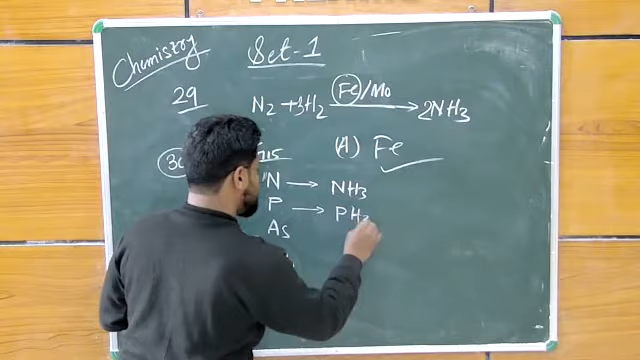 Chemistry
Set-1
29
N2 + 3H2 Fe/Mo → 2NH3
(A) Fe
N → NH3
P → PH3
As